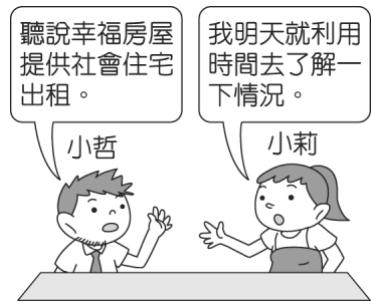 聽說幸福房屋
提供社會住宅
出租。
小哲
我明天就利用
時間去了解一
下情況。
小莉